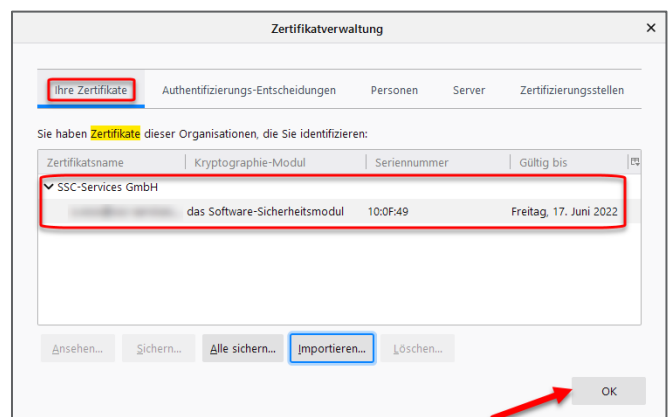 Zertifikatverwaltung
Ihre Zertifikate Authentifizierungs-Entscheidungen Personen Server Zertifizierungsstellen
Sie haben Zertifikate dieser Organisationen, die Sie identifizieren:
Zertifikatsname Kryptographie-Modul Seriennummer Gültig bis
SSC-Services GmbH
das Software-Sicherheitsmodul 10:0F:49 Freitag, 17. Juni 2022
Ansehen... Sichern... Alle sichern... Importieren... Löschen...
OK